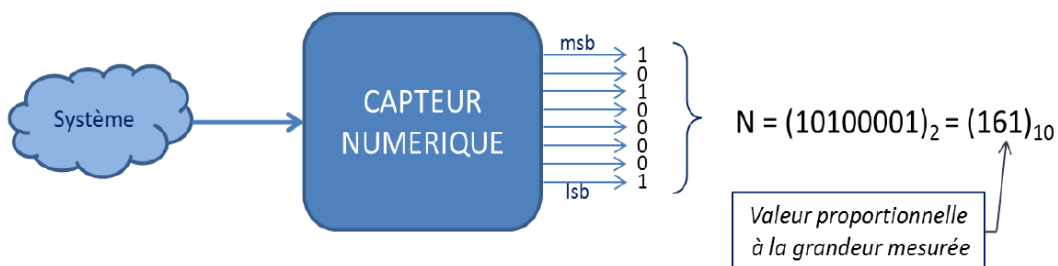 Système
CAPTEUR
NUMERIQUE
msb
1
0
1
0
0
0
0
1
lsb
N = (10100001)₂ = (161)₁₀
Valeur proportionnelle
à la grandeur mesurée